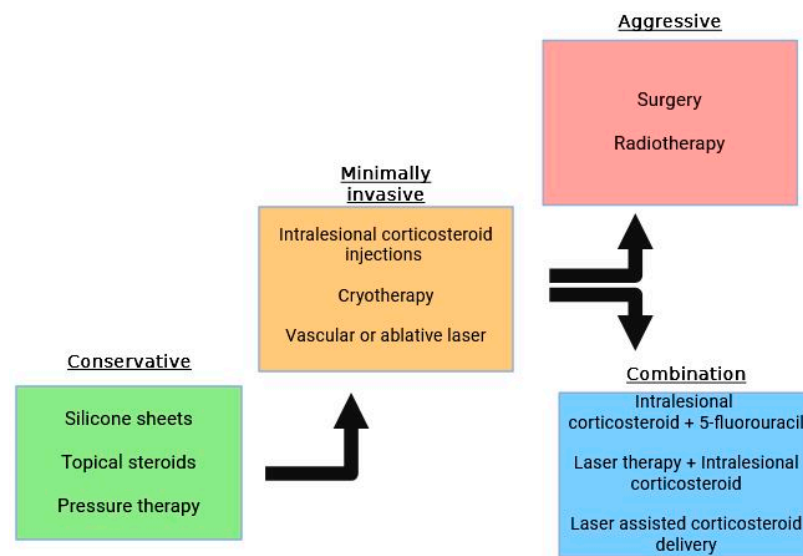 Aggressive
Surgery
Radiotherapy
Minimally
invasive
Intralesional corticosteroid
injections
Cryotherapy
Vascular or ablative laser
Conservative
Silicone sheets
Topical steroids
Pressure therapy
Combination
Intralesional
corticosteroid + 5-fluorouracil
Laser therapy + Intralesional
corticosteroid
Laser assisted corticosteroid
delivery